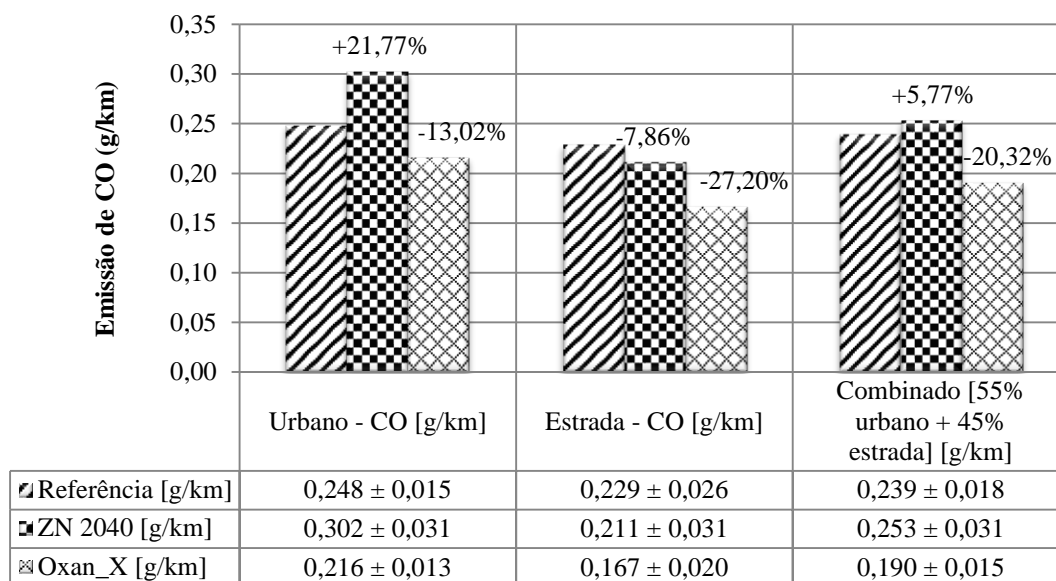 Emissão de CO (g/km)
0,35
0,30
0,25
0,20
0,15
0,10
0,05
0,00
+21,77%
-13,02%
-7,86%
-27,20%
+5,77%
-20,32%
Urbano - CO [g/km]
Estrada - CO [g/km]
Combinado [55%
urbano + 45%
estrada] [g/km]
Referência [g/km] 0,248 ± 0,015 0,229 ± 0,026 0,239 ± 0,018
ZN 2040 [g/km] 0,302 ± 0,031 0,211 ± 0,031 0,253 ± 0,031
Oxan_X [g/km] 0,216 ± 0,013 0,167 ± 0,020 0,190 ± 0,015